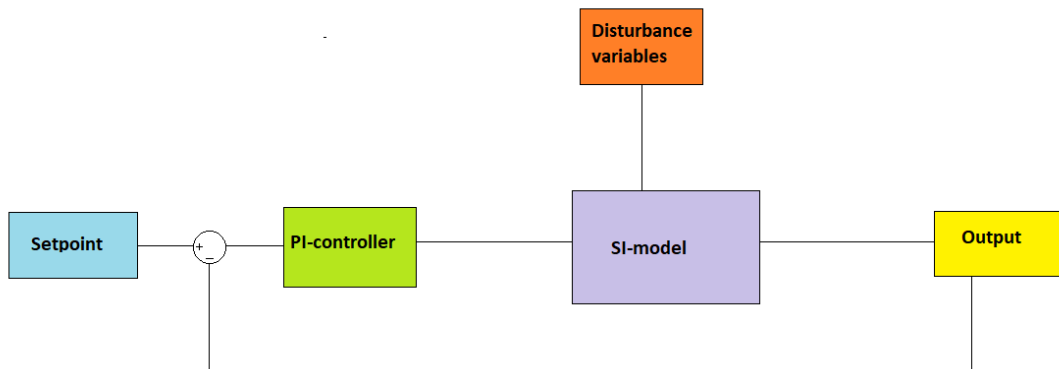 Disturbance
variables
Setpoint
+
−
PI-controller
SI-model
Output